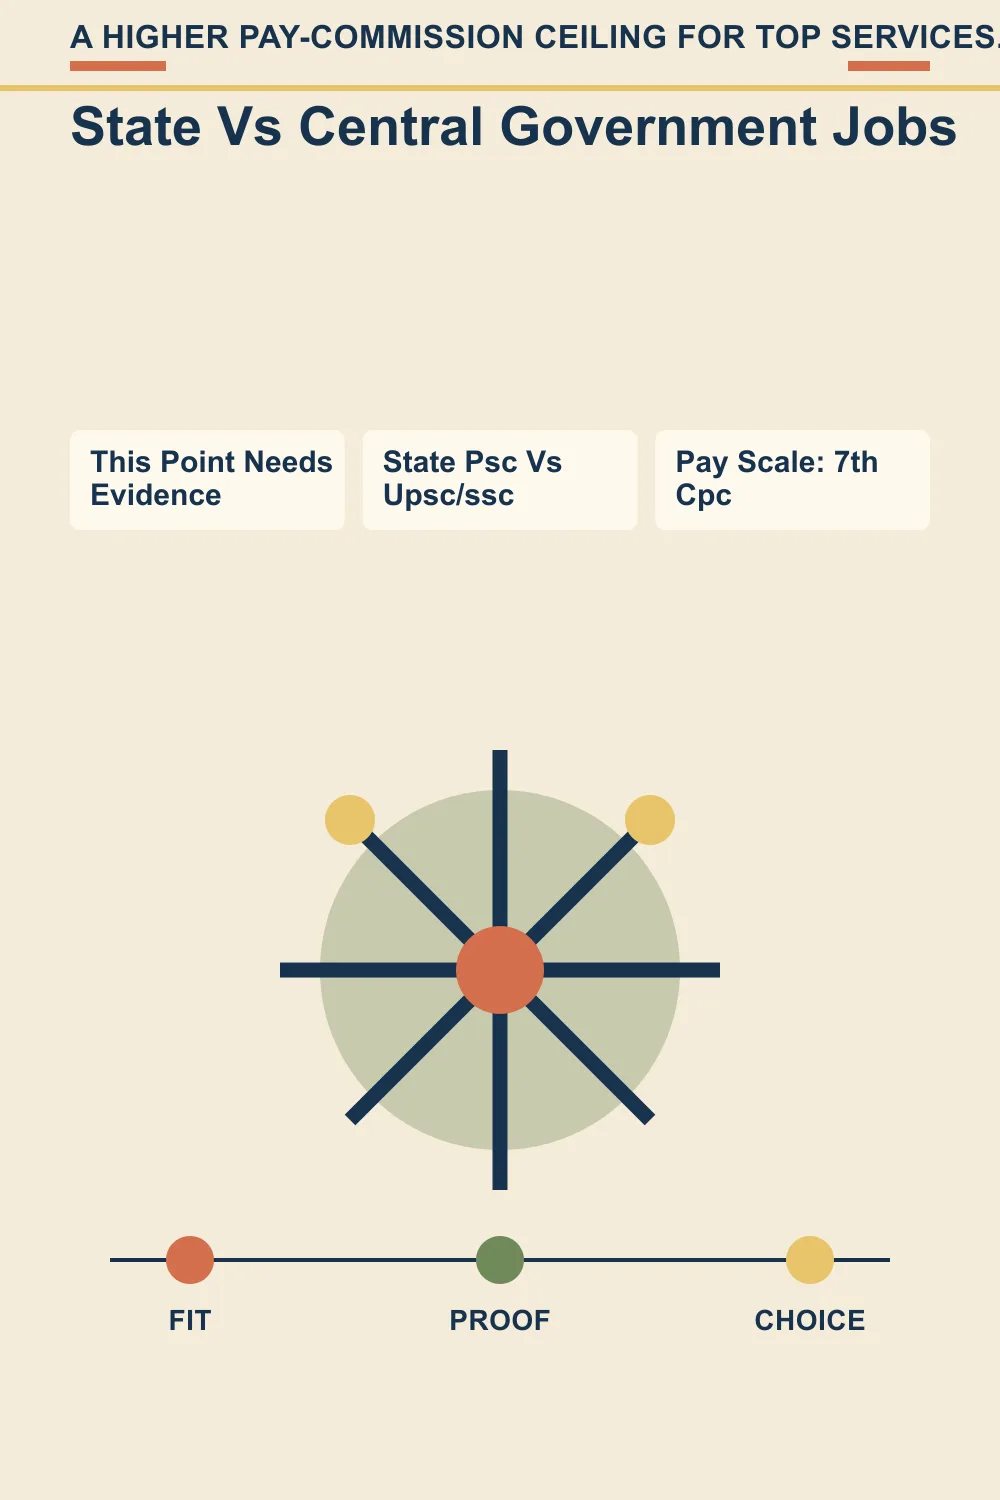 A HIGHER PAY-COMMISSION CEILING FOR TOP SERVICES.
State Vs Central Government Jobs
This Point Needs
Evidence
State Psc Vs
Upsc/ssc
Pay Scale: 7th
Cpc
FIT
PROOF
CHOICE